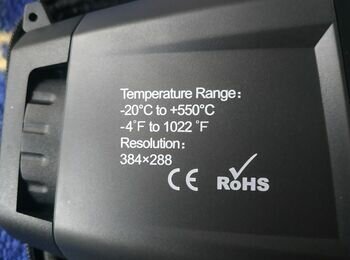 Temperature Range:
-20°C to +550°C
-4°F to 1022 °F
Resolution:
384×288
CE RoHS